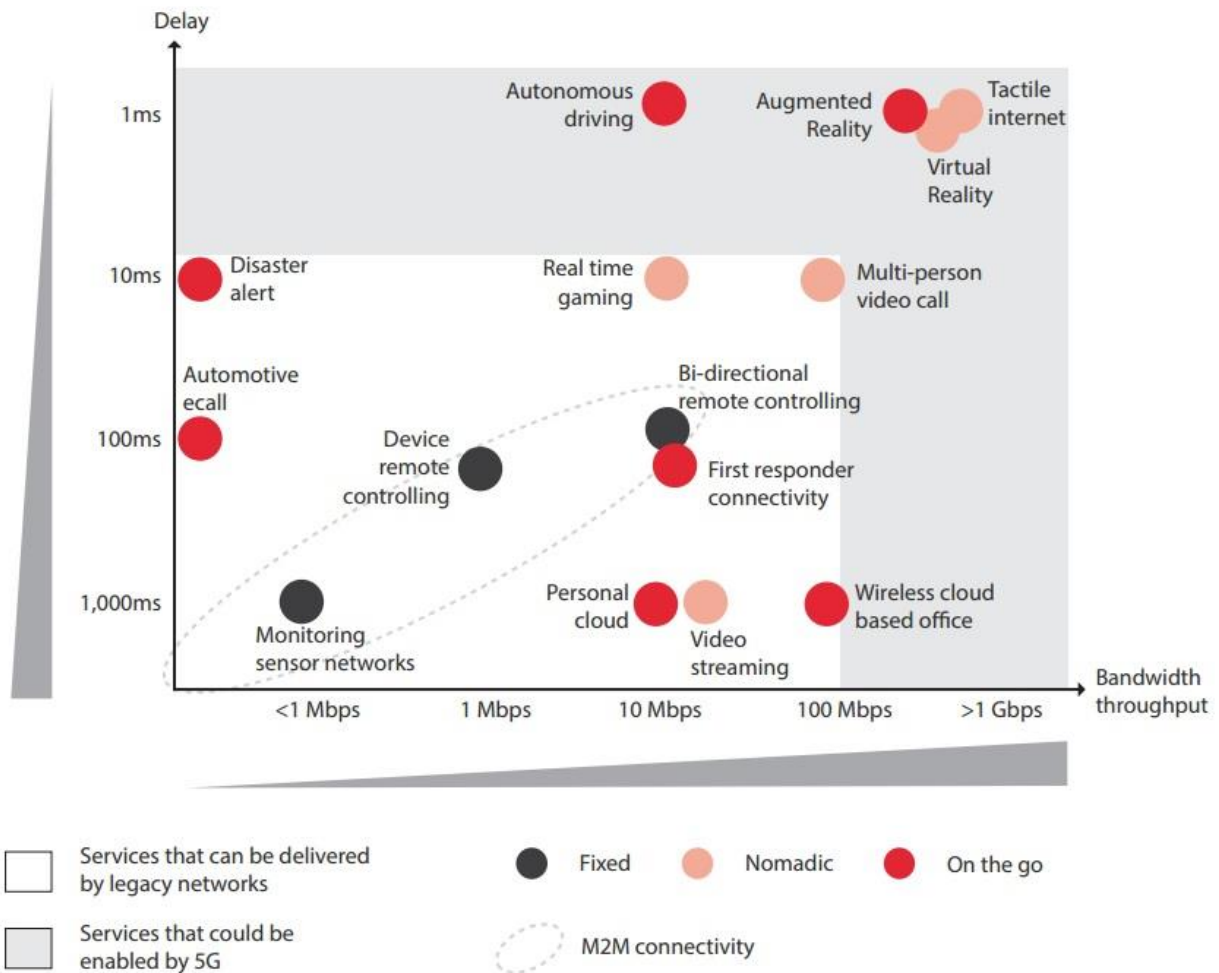 Delay
1ms
Autonomous
driving
Augmented
Reality
Tactile
internet
Virtual
Reality
10ms
Disaster
alert
Real time
gaming
Multi-person
video call
Automotive
ecall
Bi-directional
remote controlling
100ms
Device
remote
controlling
First responder
connectivity
1,000ms
Monitoring
sensor networks
Personal
cloud
Video
streaming
Wireless cloud
based office
Bandwidth
throughput
<1 Mbps
1 Mbps
10 Mbps
100 Mbps
>1 Gbps
Services that can be delivered
by legacy networks
Fixed
Nomadic
On the go
Services that could be
enabled by 5G
M2M connectivity